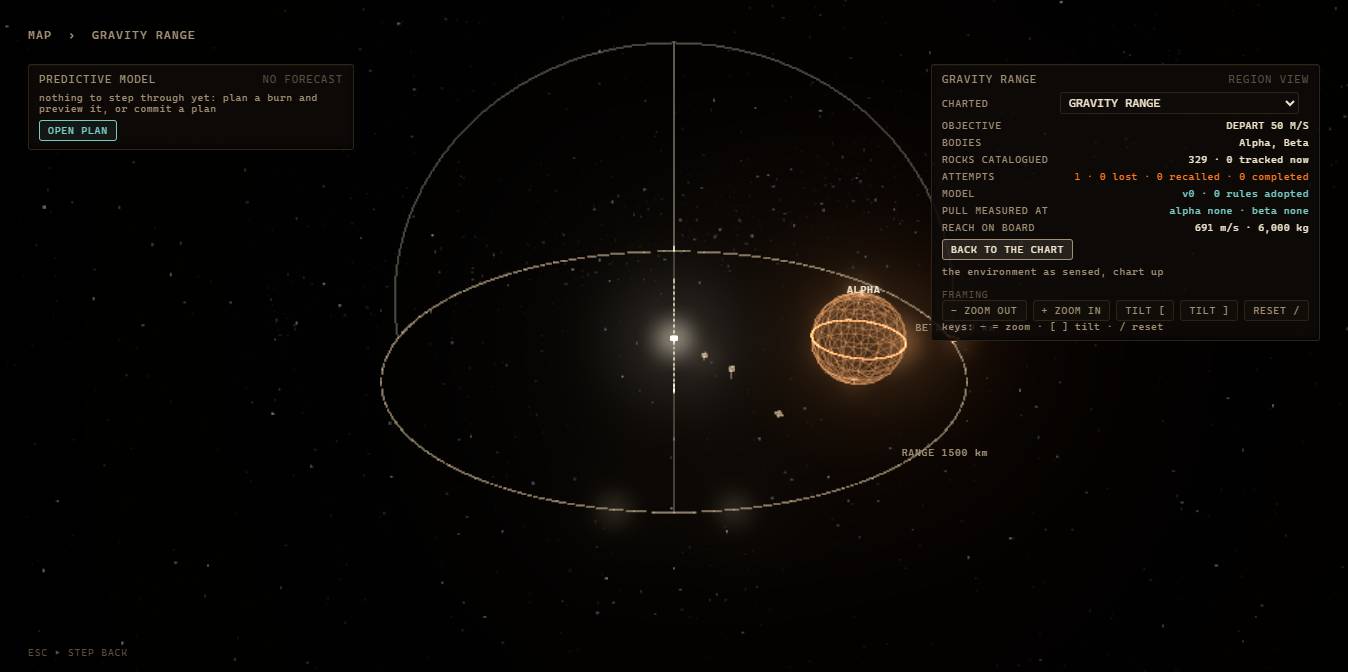 MAP › GRAVITY RANGE
PREDICTIVE MODEL NO FORECAST
nothing to step through yet: plan a burn and
preview it, or commit a plan
OPEN PLAN
GRAVITY RANGE REGION VIEW
CHARTED GRAVITY RANGE
OBJECTIVE DEPART 50 M/S
BODIES Alpha, Beta
ROCKS CATALOGUED 329 · 0 tracked now
ATTEMPTS 1 · 0 lost · 0 recalled · 0 completed
MODEL v0 · 0 rules adopted
PULL MEASURED AT alpha none · beta none
REACH ON BOARD 691 m/s · 6,000 kg
BACK TO THE CHART
the environment as sensed, chart up
FRAMING
− ZOOM OUT + ZOOM IN TILT [ TILT ] RESET /
keys: − = zoom · [ ] tilt · / reset
ALPHA
RANGE 1500 km
ESC ▸ STEP BACK